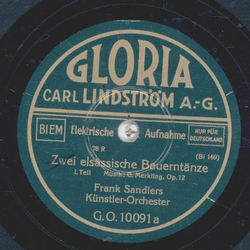 GLORIA
CARL LINDSTRÖM A.-G.
BIEM Elektrische Aufnahme NUR FÜR DEUTSCHLAND
78 R
Zwei elsässische Bauerntänze
I. Teil Musik: G. Merkling, Op. 12 (Bi 169)
Frank Sandlers
Künstler-Orchester
G.O. 10091a